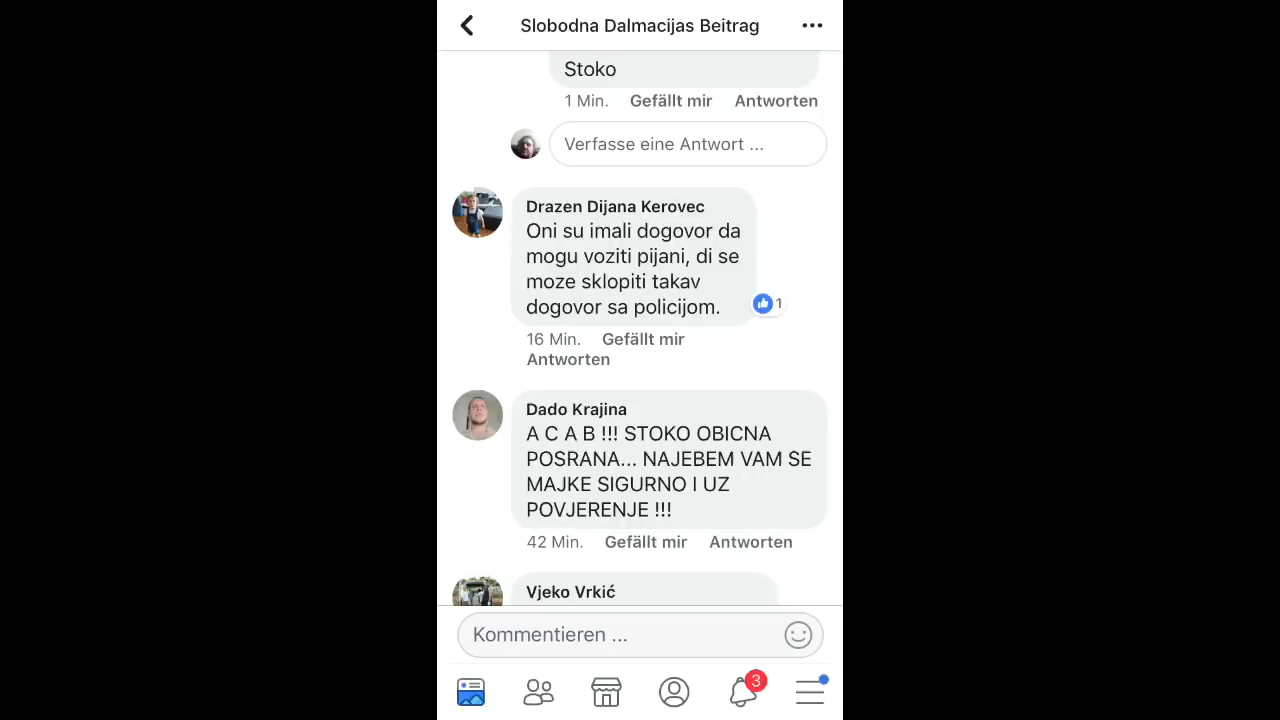 Slobodna Dalmacijas Beitrag
Stoko
1 Min. Gefällt mir Antworten
Verfasse eine Antwort ...
Drazen Dijana Kerovec
Oni su imali dogovor da
mogu voziti pijani, di se
moze sklopiti takav
dogovor sa policijom.
1
16 Min. Gefällt mir
Antworten
Dado Krajina
A C A B !!! STOKO OBICNA
POSRANA... NAJEBEM VAM SE
MAJKE SIGURNO I UZ
POVJERENJE !!!
42 Min. Gefällt mir Antworten
Vjeko Vrkić
Kommentieren ...
3